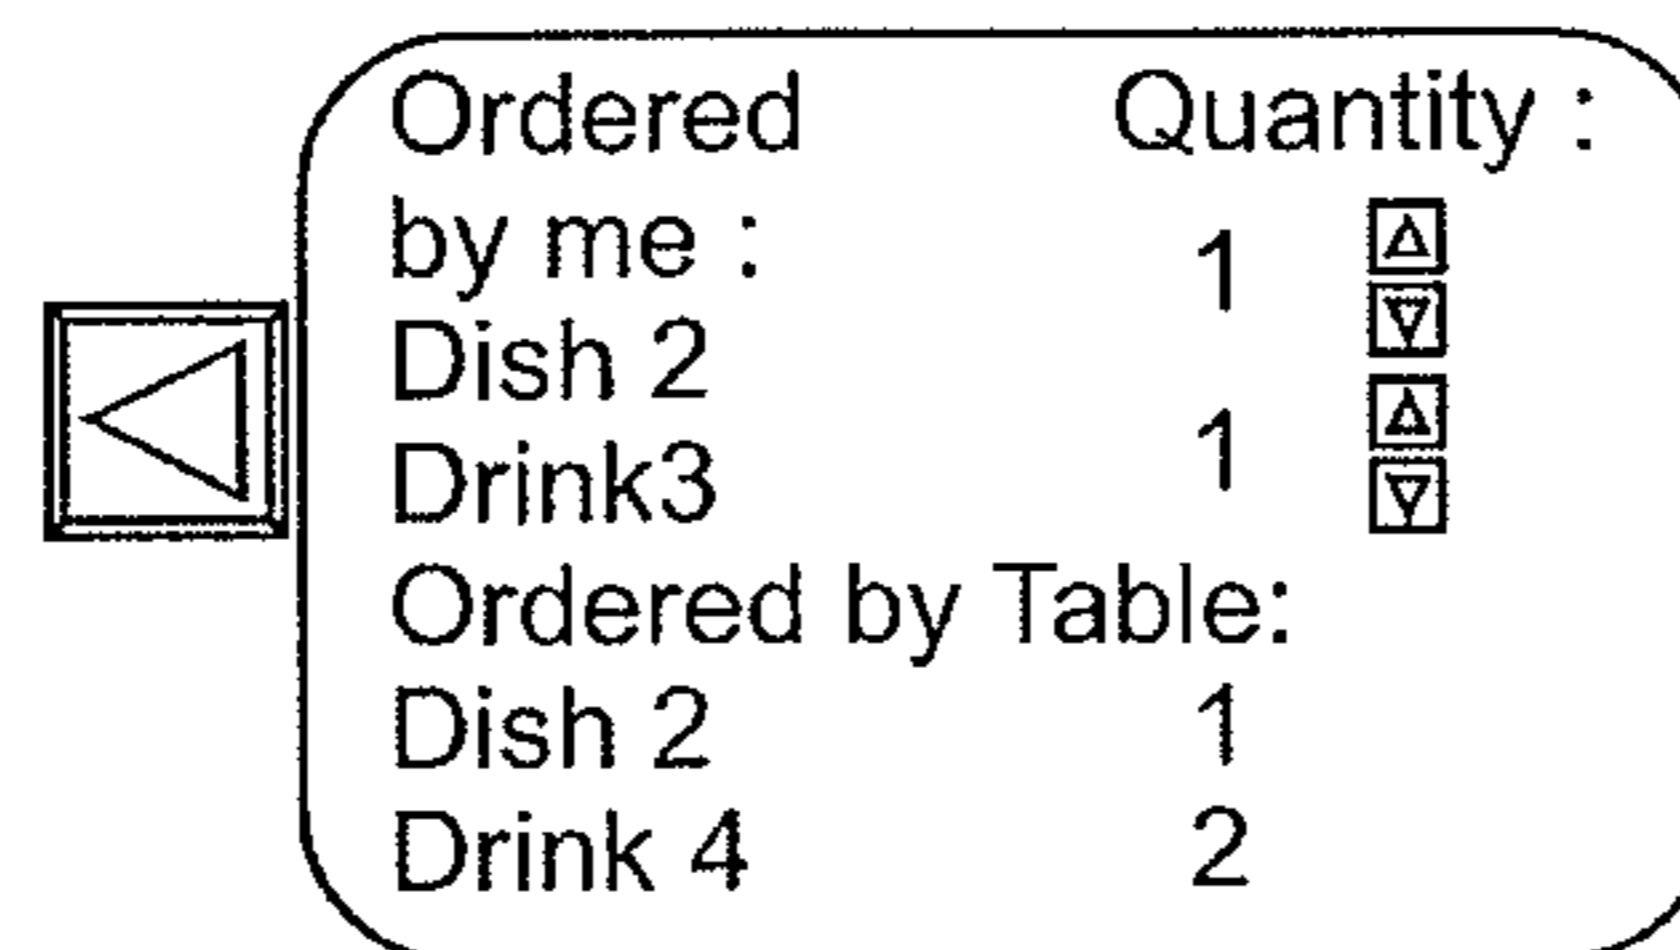 Ordered Quantity :
by me : 1
Dish 2
Drink3 1
Ordered by Table:
Dish 2 1
Drink 4 2